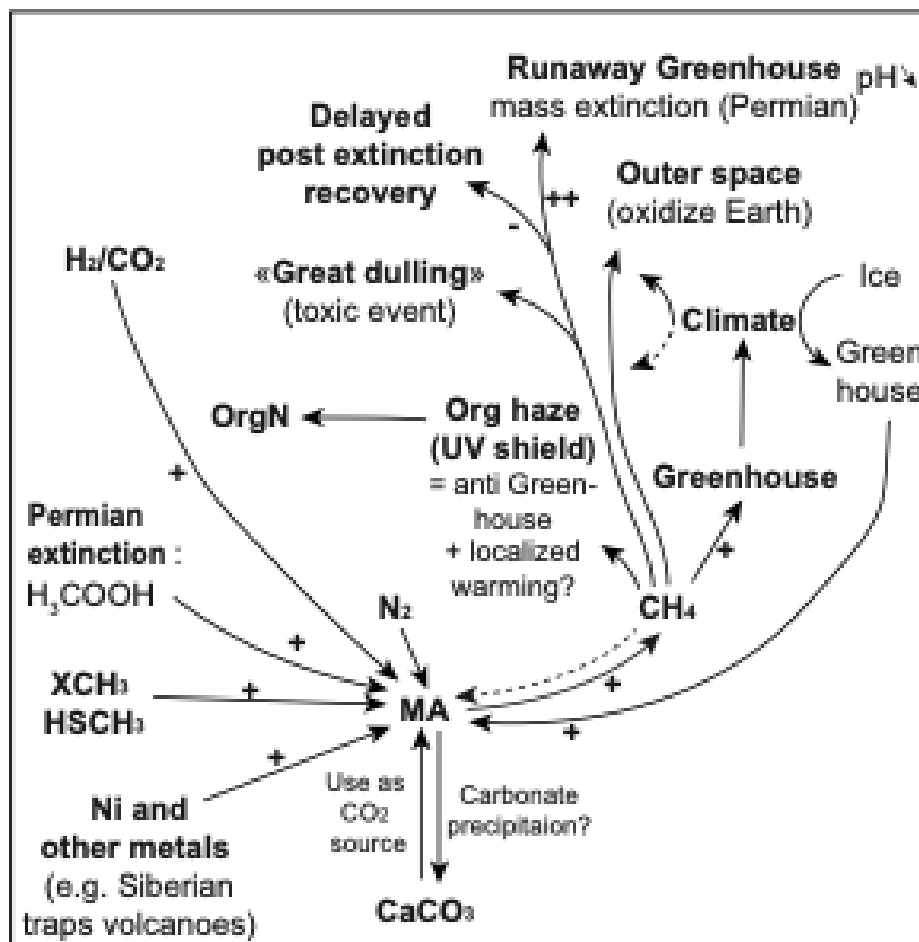 Runaway Greenhouse pH↘
mass extinction (Permian)
Delayed
post extinction
recovery
++
-
Outer space
(oxidize Earth)
H₂/CO₂
«Great dulling»
(toxic event)
Ice
Climate
Green
house
OrgN
Org haze
(UV shield)
= anti Green-
house
+ localized
warming?
Greenhouse
+
+
Permian
extinction :
H₃COOH
N₂
CH₄
+
XCH₃
HSCH₃
+
MA
+
+
+
Ni and
other metals
(e.g. Siberian
traps volcanoes)
Use as
CO₂
source
Carbonate
precipitaion?
CaCO₃